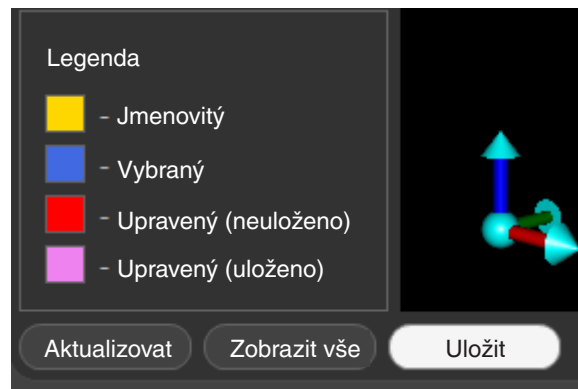 Legenda
- Jmenovitý
- Vybraný
- Upravený (neuloženo)
- Upravený (uloženo)
Aktualizovat Zobrazit vše Uložit